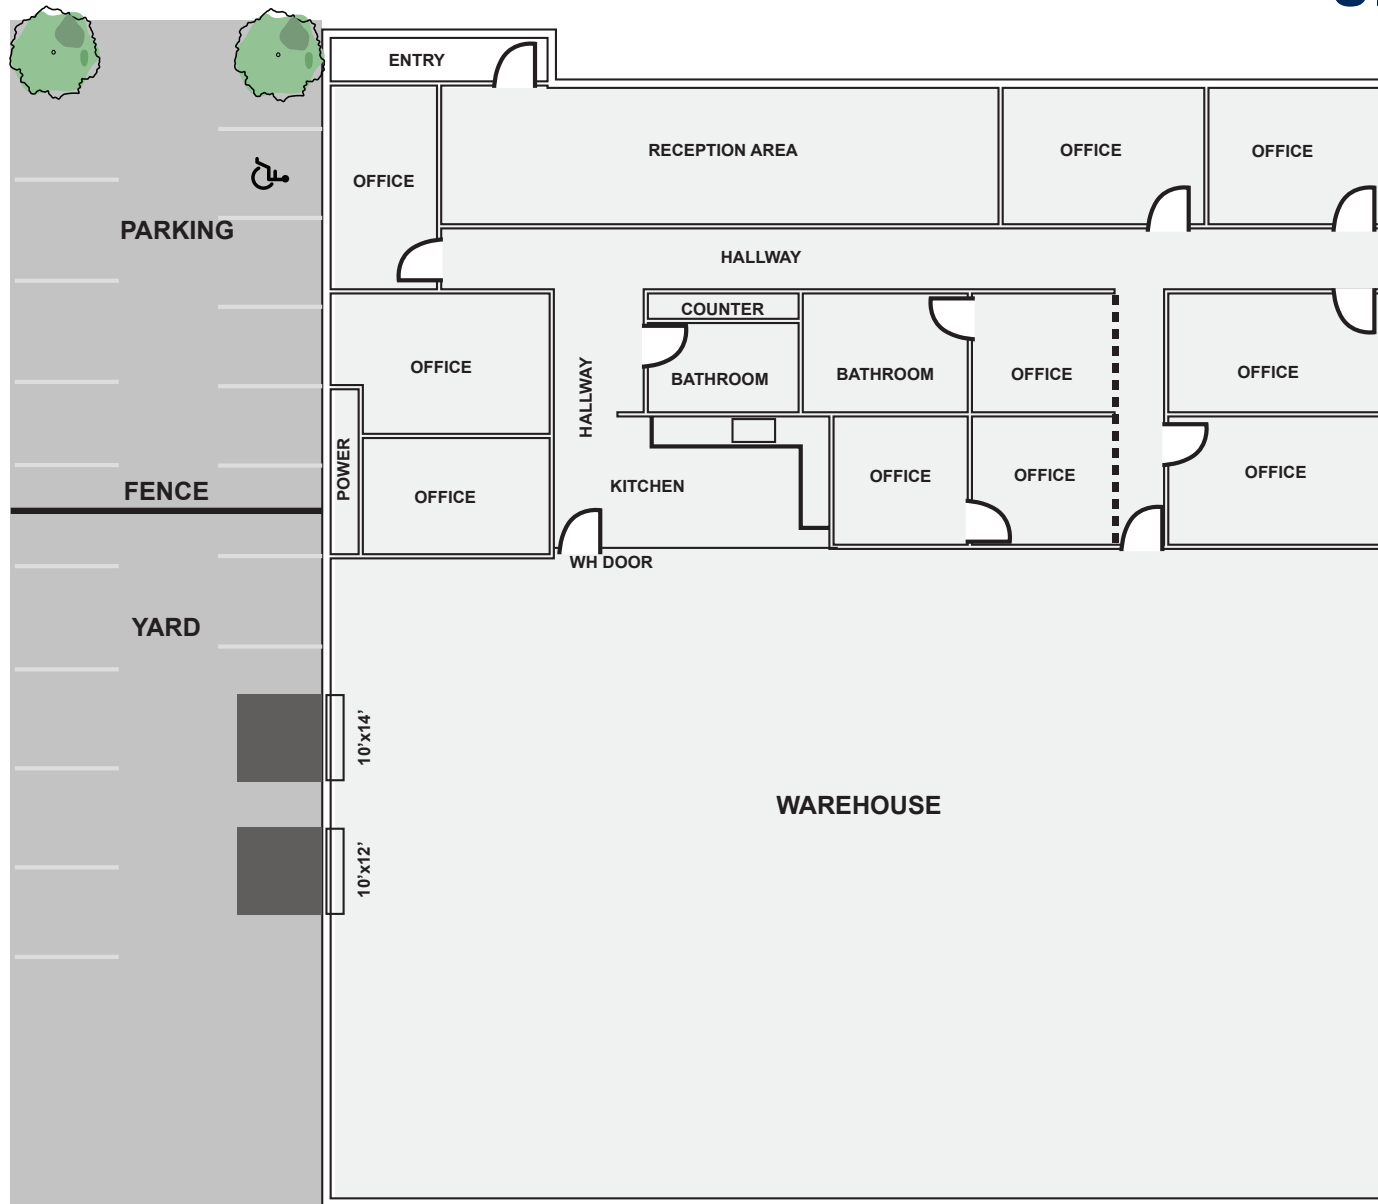 ENTRY
RECEPTION AREA
OFFICE
OFFICE
OFFICE
PARKING
HALLWAY
COUNTER
OFFICE
HALLWAY
BATHROOM
BATHROOM
OFFICE
OFFICE
POWER
OFFICE
KITCHEN
OFFICE
OFFICE
OFFICE
FENCE
WH DOOR
YARD
10'x14'
WAREHOUSE
10'x12'